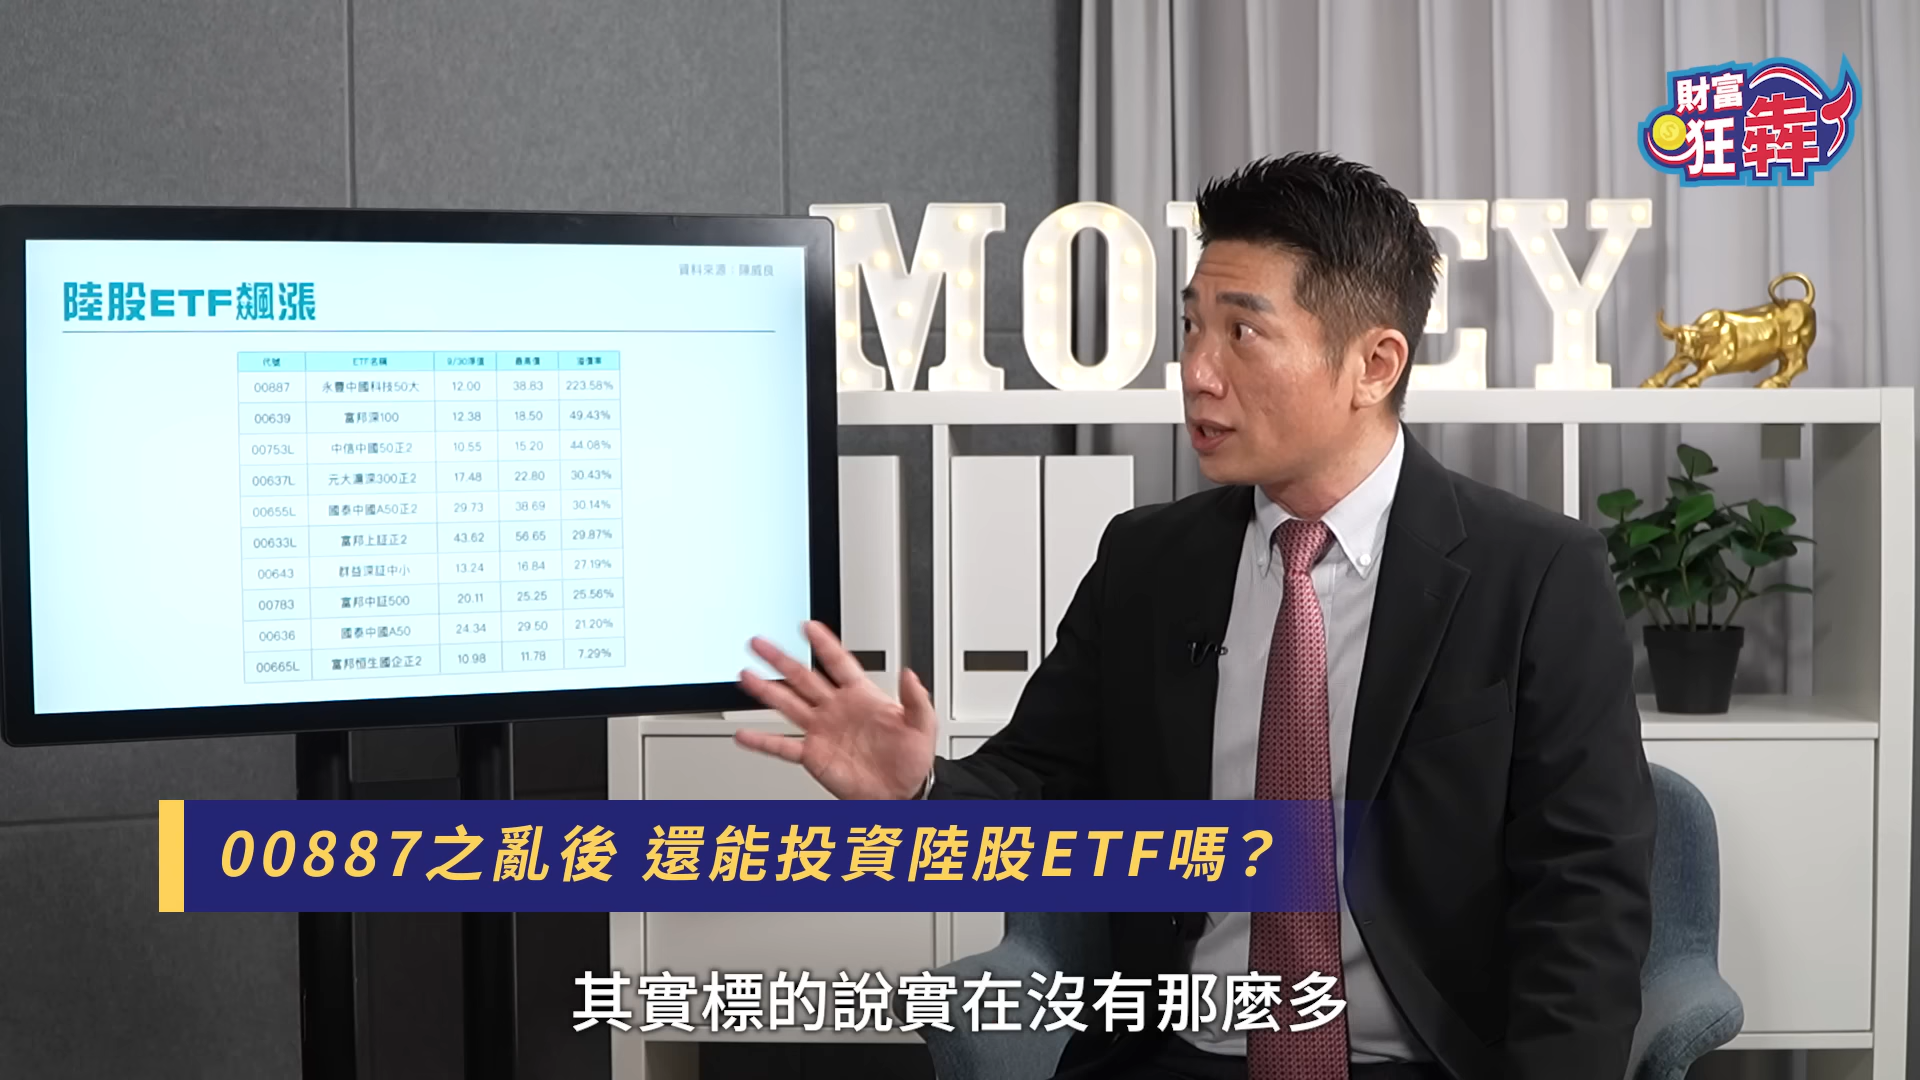 財富
狂犇
MONEY
資料來源：陳威良
陸股ETF飆漲
代號 ETF名稱 9/30淨值 最高價 溢價率
00887 永豐中國科技50大 12.00 38.83 223.58%
00639 富邦深100 12.38 18.50 49.43%
00753L 中信中國50正2 10.55 15.20 44.08%
00637L 元大滬深300正2 17.48 22.80 30.43%
00655L 國泰中國A50正2 29.73 38.69 30.14%
00633L 富邦上証正2 43.62 56.65 29.87%
00643 群益深証中小 13.24 16.84 27.19%
00783 富邦中証500 20.11 25.25 25.56%
00636 國泰中國A50 24.34 29.50 21.20%
00665L 富邦恒生國企正2 10.98 11.78 7.29%
00887之亂後 還能投資陸股ETF嗎？
其實標的說實在沒有那麼多